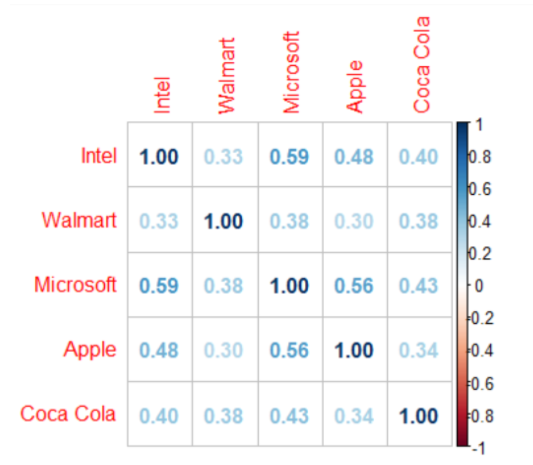 Intel Walmart Microsoft Apple Coca Cola
Intel 1.00 0.33 0.59 0.48 0.40
Walmart 0.33 1.00 0.38 0.30 0.38
Microsoft 0.59 0.38 1.00 0.56 0.43
Apple 0.48 0.30 0.56 1.00 0.34
Coca Cola 0.40 0.38 0.43 0.34 1.00
1
0.8
0.6
0.4
0.2
0
-0.2
-0.4
-0.6
-0.8
-1